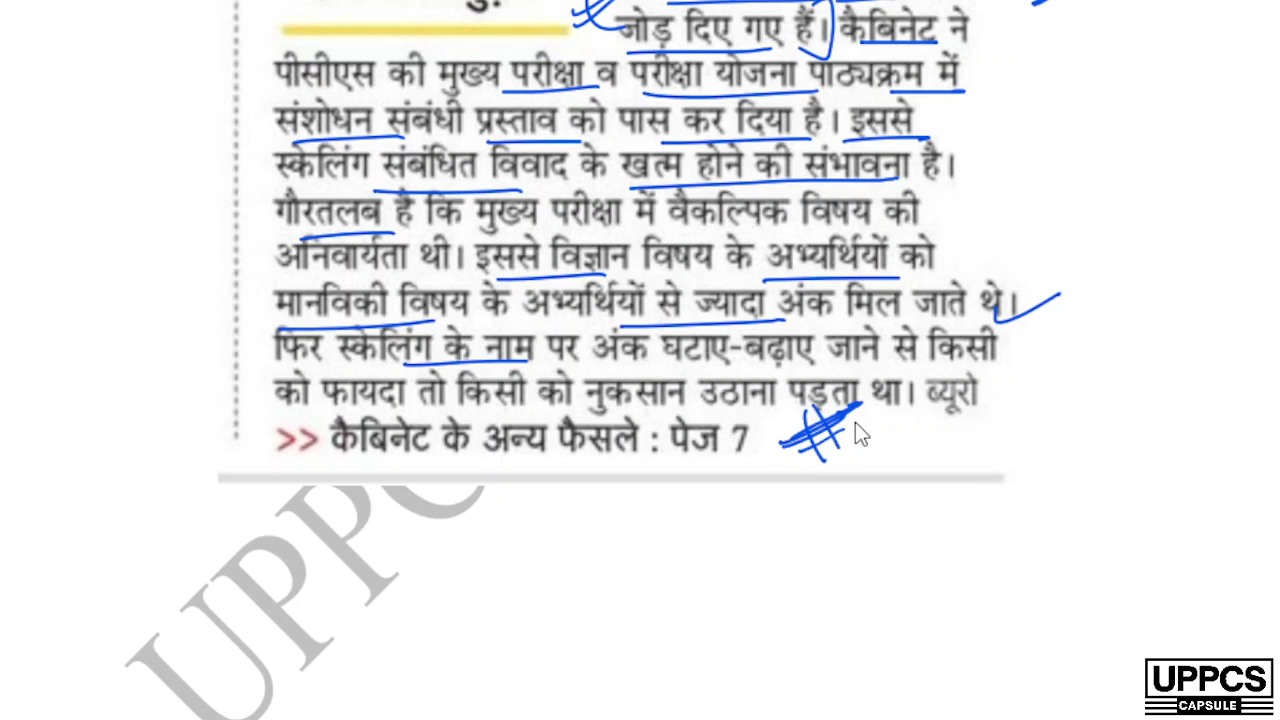 जोड़ दिए गए हैं। कैबिनेट ने
पीसीएस की मुख्य परीक्षा व परीक्षा योजना पाठ्यक्रम में
संशोधन संबंधी प्रस्ताव को पास कर दिया है। इससे
स्केलिंग संबंधित विवाद के खत्म होने की संभावना है।
गौरतलब है कि मुख्य परीक्षा में वैकल्पिक विषय की
अनिवार्यता थी। इससे विज्ञान विषय के अभ्यर्थियों को
मानविकी विषय के अभ्यर्थियों से ज्यादा अंक मिल जाते थे।
फिर स्केलिंग के नाम पर अंक घटाए-बढ़ाए जाने से किसी
को फायदा तो किसी को नुकसान उठाना पड़ता था। ब्यूरो
>> कैबिनेट के अन्य फैसले : पेज 7
UPPC
UPPCS
CAPSULE